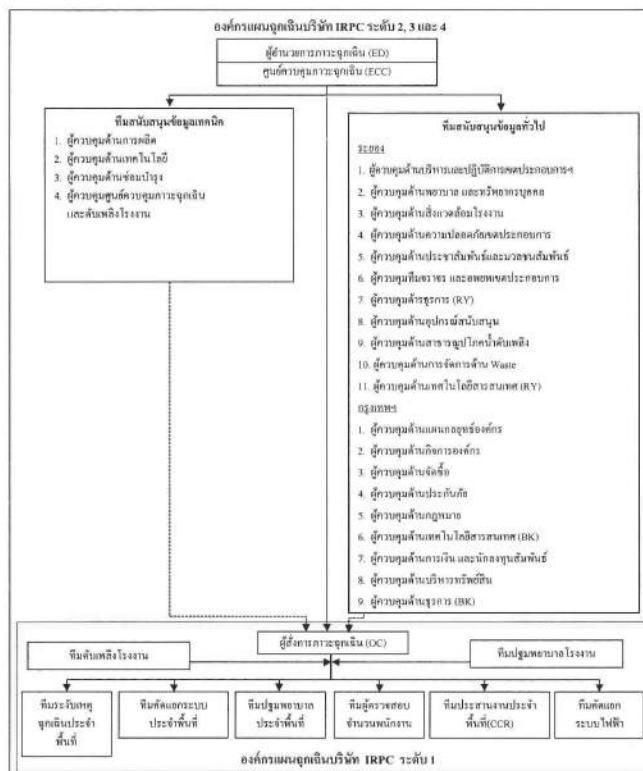 องค์กรแผนฉุกเฉินบริษัท IRPC ระดับ 2, 3 และ 4
ผู้อำนวยการภาวะฉุกเฉิน (ED)
ศูนย์ควบคุมภาวะฉุกเฉิน (ECC)
ทีมสนับสนุนข้อมูลเทคนิค
1. ผู้ควบคุมด้านการผลิต
2. ผู้ควบคุมด้านเทคโนโลยี
3. ผู้ควบคุมด้านซ่อมบำรุง
4. ผู้ควบคุมศูนย์ควบคุมภาวะฉุกเฉิน
และดับเพลิงโรงงาน
ทีมสนับสนุนข้อมูลทั่วไป
ระยอง
1. ผู้ควบคุมด้านบริหารและปฏิบัติการเขตประกอบการฯ
2. ผู้ควบคุมด้านพยาบาล และทรัพยากรบุคคล
3. ผู้ควบคุมด้านสิ่งแวดล้อมโรงงาน
4. ผู้ควบคุมด้านความปลอดภัยเขตประกอบการ
5. ผู้ควบคุมด้านประชาสัมพันธ์และมวลชนสัมพันธ์
6. ผู้ควบคุมทีมจราจร และอพยพเขตประกอบการ
7. ผู้ควบคุมด้ารธุรการ (RY)
8. ผู้ควบคุมด้านอุปกรณ์สนับสนุน
9. ผู้ควบคุมด้านสาธารณูปโภคน้ำดับเพลิง
10. ผู้ควบคุมด้านการจัดการด้าน Waste
11. ผู้ควบคุมด้านเทคโนโลยีสารสนเทศ (RY)
กรุงเทพฯ
1. ผู้ควบคุมด้านแผนกลยุทธ์องค์กร
2. ผู้ควบคุมด้านกิจการองค์กร
3. ผู้ควบคุมด้านจัดซื้อ
4. ผู้ควบคุมด้านประกันภัย
5. ผู้ควบคุมด้านกฎหมาย
6. ผู้ควบคุมด้านเทคโนโลยีสารสนเทศ (BK)
7. ผู้ควบคุมด้านการเงิน และนักลงทุนสัมพันธ์
8. ผู้ควบคุมด้านบริหารทรัพย์สิน
9. ผู้ควบคุมด้านธุรการ (BK)
ผู้สั่งการภาวะฉุกเฉิน (OC)
ทีมดับเพลิงโรงงาน
ทีมปฐมพยาบาลโรงงาน
ทีมระงับเหตุ
ฉุกเฉินประจำ
พื้นที่
ทีมตัดแยกระบบ
ประจำพื้นที่
ทีมปฐมพยาบาล
ประจำพื้นที่
ทีมผู้ตรวจสอบ
จำนวนพนักงาน
ทีมประสานงานประจำ
พื้นที่(CCR)
ทีมตัดแยก
ระบบไฟฟ้า
องค์กรแผนฉุกเฉินบริษัท IRPC ระดับ 1